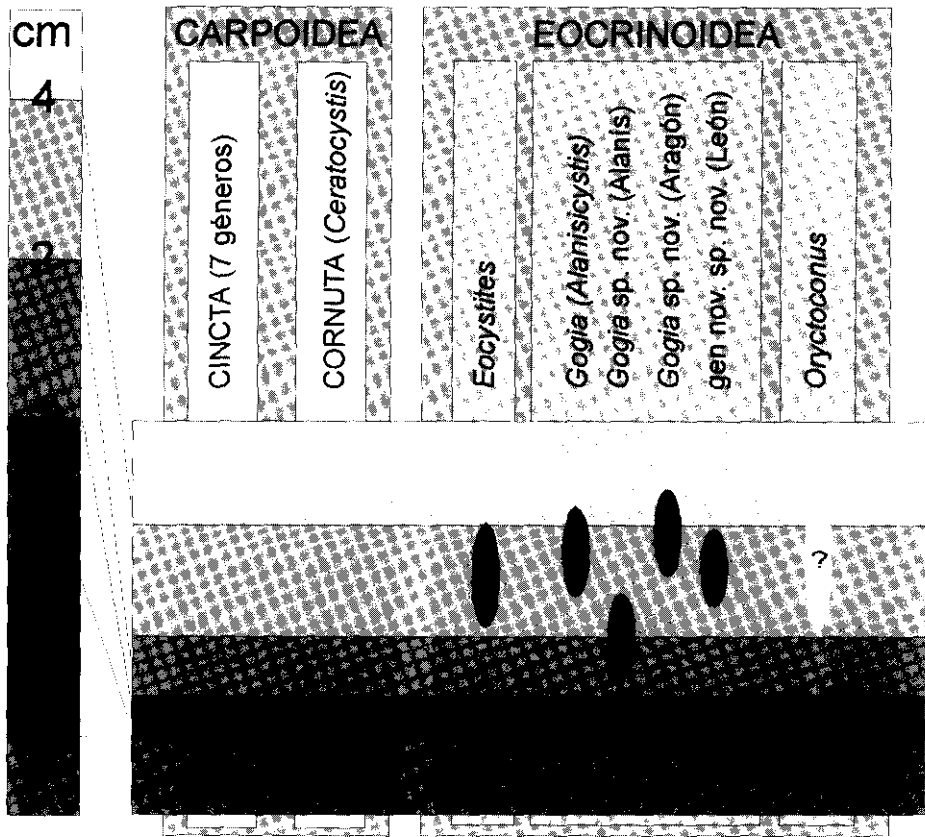 cm
4
2
CARPOIDEA
EOCRINOIDEA
CINCTA (7 géneros)
CORNUTA (Ceratocystis)
Eocystites
Gogia (Alanisicystis)
Gogia sp. nov. (Alanís)
Gogia sp. nov. (Aragón)
gen nov. sp. nov. (León)
Oryctoconus
?